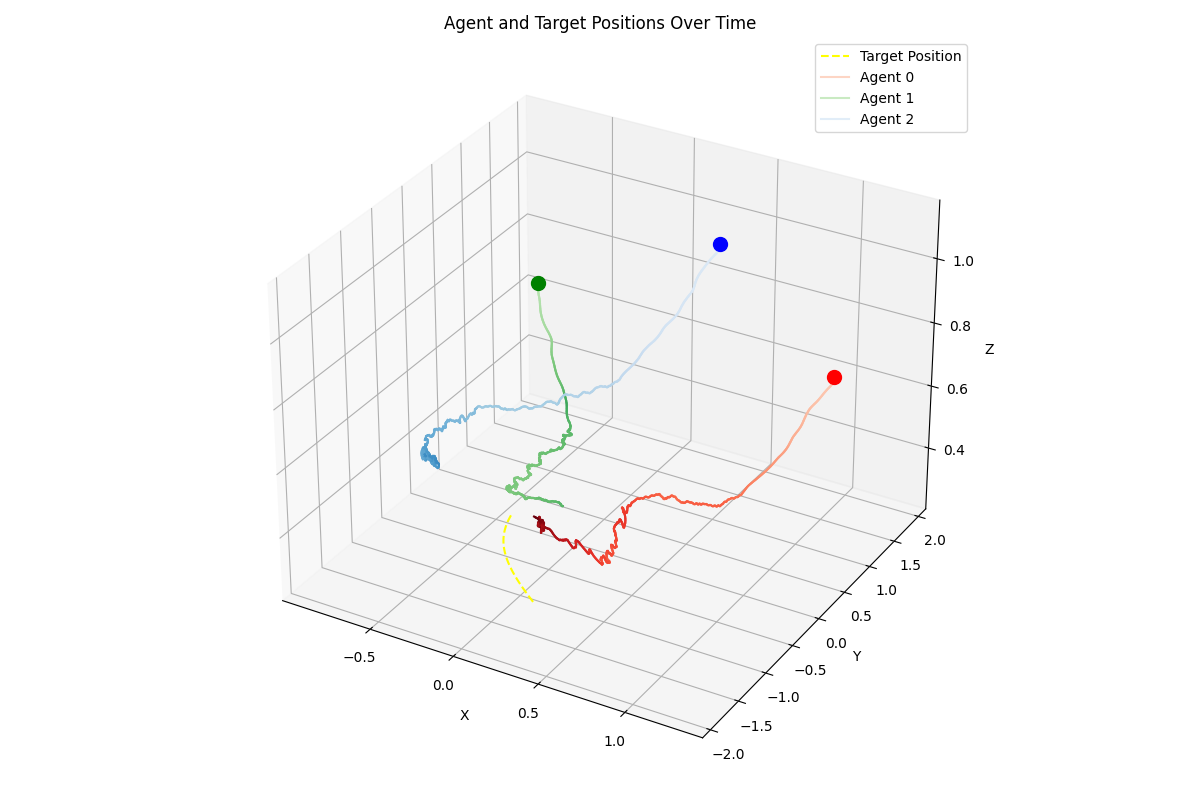 Agent and Target Positions Over Time
Target Position
Agent 0
Agent 1
Agent 2
1.0
0.8
0.6
0.4
Z
2.0
1.5
1.0
0.5
0.0
−0.5
−1.0
−1.5
−2.0
Y
−0.5
0.0
0.5
1.0
X